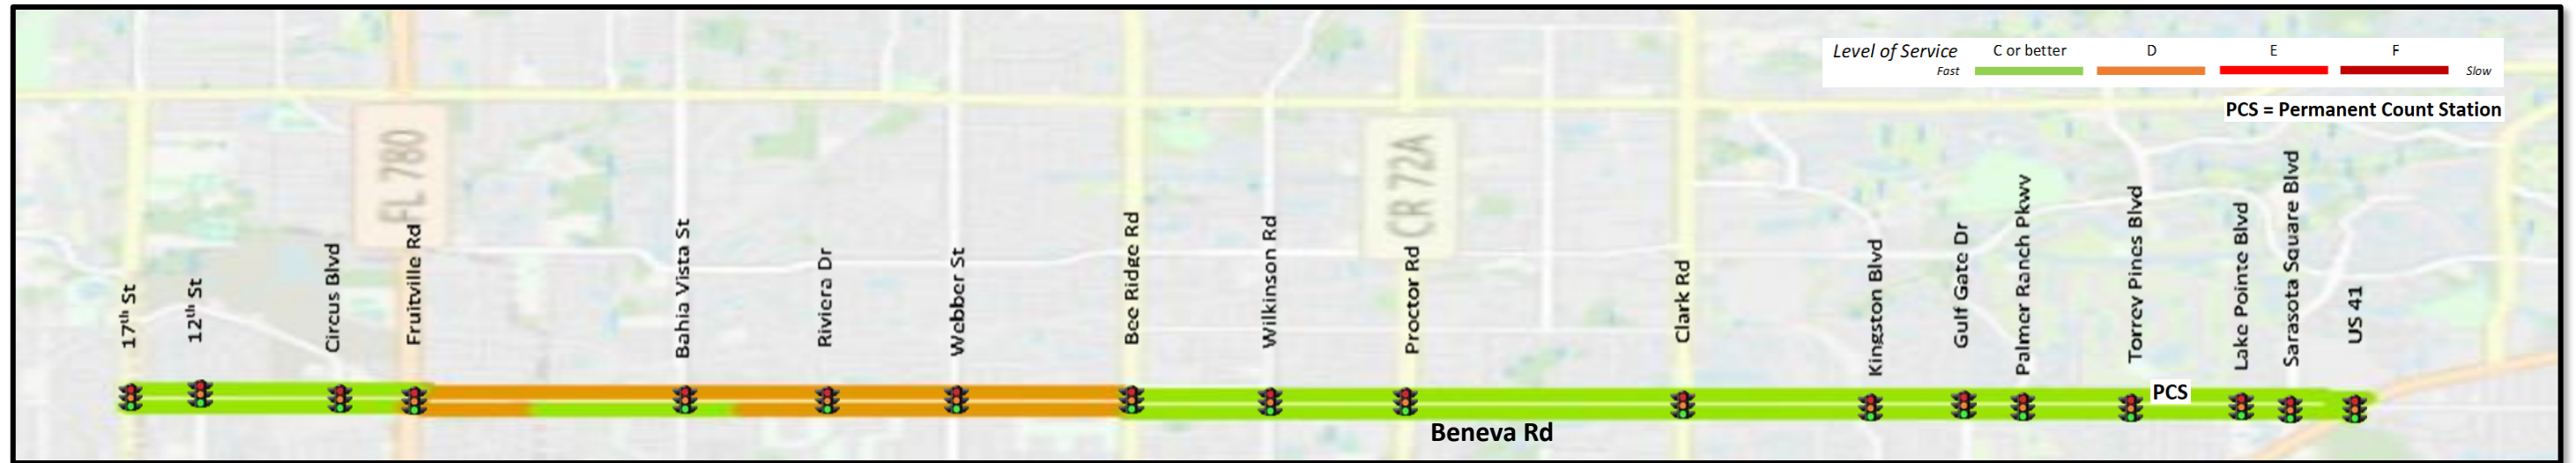 Level of Service C or better D E F
Fast Slow
PCS = Permanent Count Station
FL 780
CR 72A
17th St
12th St
Circus Blvd
Fruitville Rd
Bahia Vista St
Riviera Dr
Webber St
Bee Ridge Rd
Wilkinson Rd
Proctor Rd
Clark Rd
Kingston Blvd
Gulf Gate Dr
Palmer Ranch Pkwy
Torrey Pines Blvd
Lake Pointe Blvd
Sarasota Square Blvd
US 41
PCS
Beneva Rd